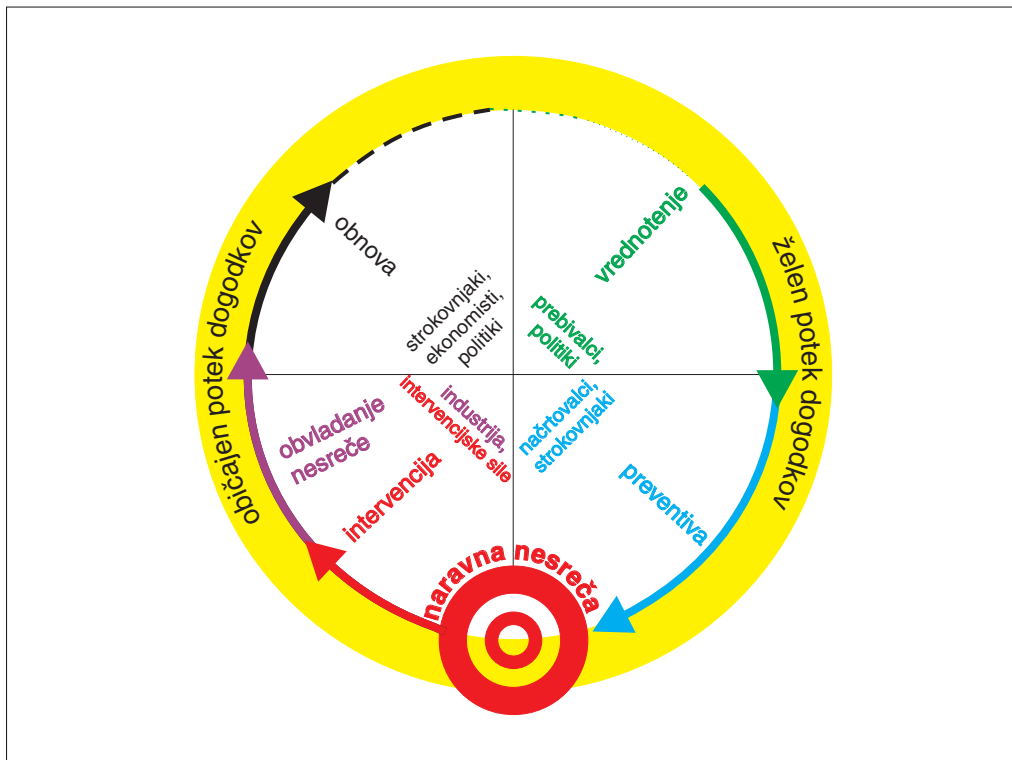 običajen potek dogodkov
želen potek dogodkov
obnova
strokovnjaki,
ekonomisti,
politiki
vrednotenje
prebivalci,
politiki
obvladanje
nesreče
industrija,
intervencijske sile
intervencija
načrtovalci,
strokovnjaki
preventiva
naravna nesreča